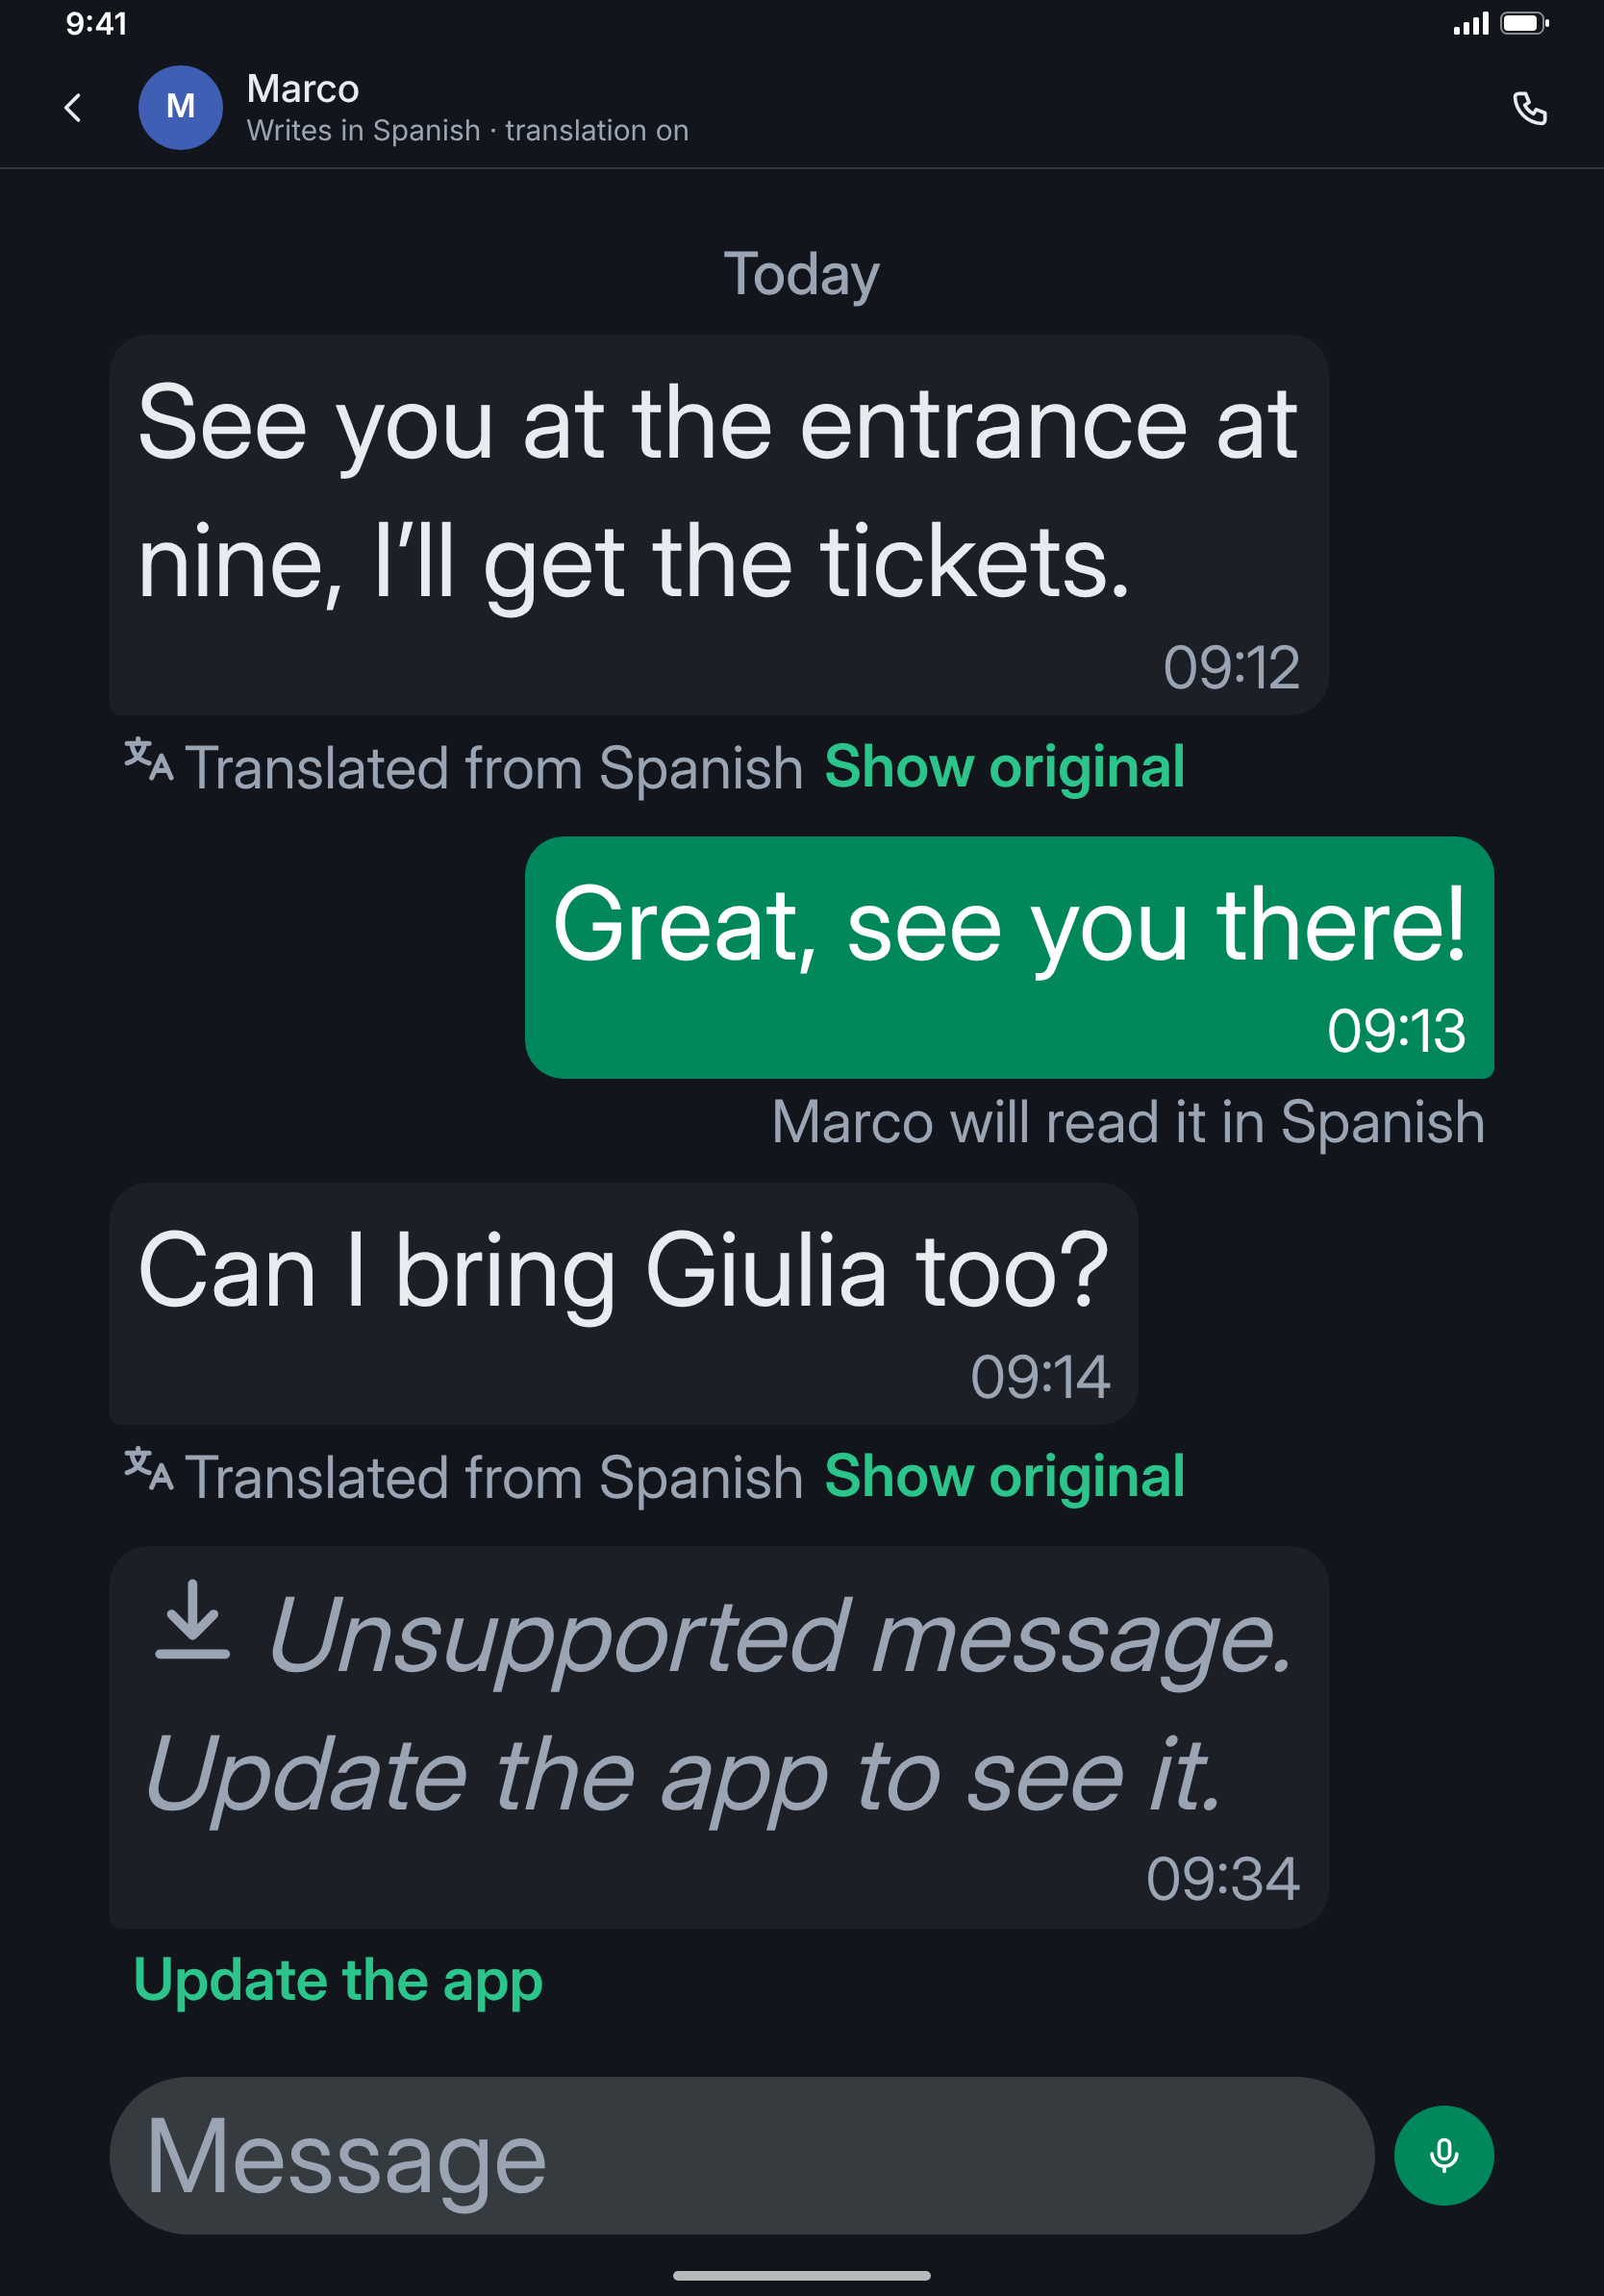 9:41
M
Marco
Writes in Spanish · translation on
Today
See you at the entrance at
nine, I’ll get the tickets.
09:12
Translated from Spanish Show original
Great, see you there!
09:13
Marco will read it in Spanish
Can I bring Giulia too?
09:14
Translated from Spanish Show original
Unsupported message.
Update the app to see it.
09:34
Update the app
Message